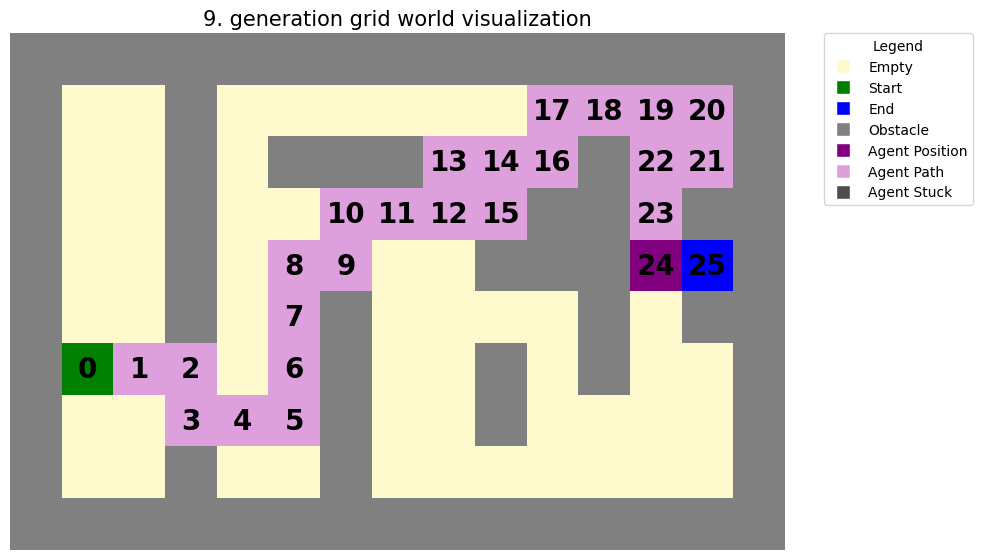 9. generation grid world visualization
17 18 19 20
13 14 16 22 21
10 11 12 15 23
8 9 24 25
7
0 1 2 6
3 4 5
Legend
Empty
Start
End
Obstacle
Agent Position
Agent Path
Agent Stuck